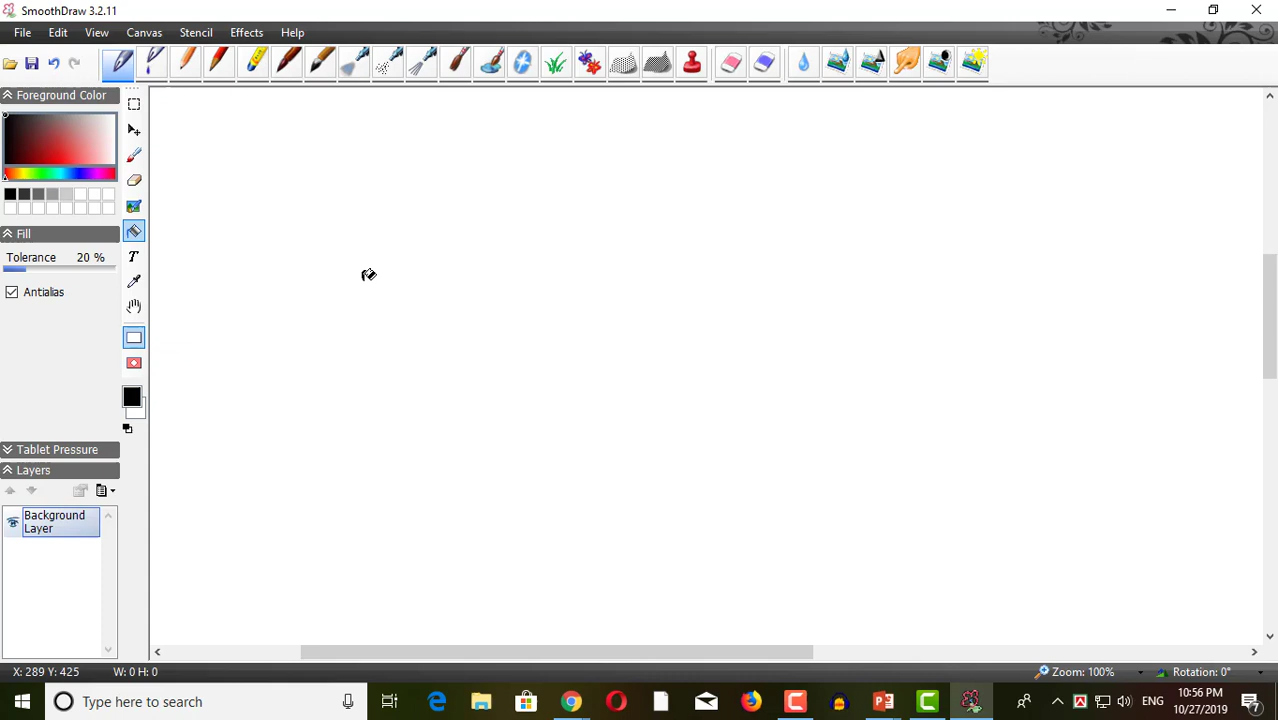 SmoothDraw 3.2.11
File Edit View Canvas Stencil Effects Help
Foreground Color
Fill
Tolerance 20 %
Antialias
T
Tablet Pressure
Layers
Background
Layer
X: 289 Y: 425 W: 0 H: 0 Zoom: 100% Rotation: 0°
Type here to search
ENG
10:56 PM
10/27/2019
7